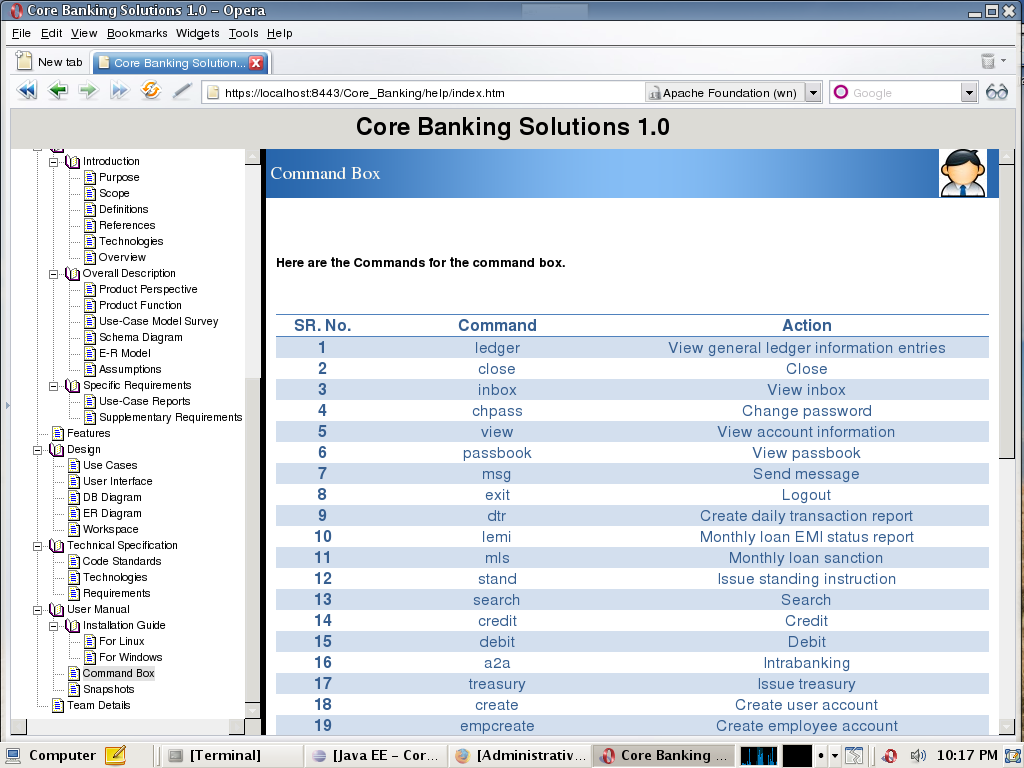 Core Banking Solutions 1.0 - Opera
File Edit View Bookmarks Widgets Tools Help
New tab Core Banking Solution...
https://localhost:8443/Core_Banking/help/index.htm Apache Foundation (wn) Google
Core Banking Solutions 1.0
Introduction
Purpose
Scope
Definitions
References
Technologies
Overview
Overall Description
Product Perspective
Product Function
Use-Case Model Survey
Schema Diagram
E-R Model
Assumptions
Specific Requirements
Use-Case Reports
Supplementary Requirements
Features
Design
Use Cases
User Interface
DB Diagram
ER Diagram
Workspace
Technical Specification
Code Standards
Technologies
Requirements
User Manual
Installation Guide
For Linux
For Windows
Command Box
Snapshots
Team Details
Command Box
Here are the Commands for the command box.
SR. No. Command Action
1 ledger View general ledger information entries
2 close Close
3 inbox View inbox
4 chpass Change password
5 view View account information
6 passbook View passbook
7 msg Send message
8 exit Logout
9 dtr Create daily transaction report
10 lemi Monthly loan EMI status report
11 mls Monthly loan sanction
12 stand Issue standing instruction
13 search Search
14 credit Credit
15 debit Debit
16 a2a Intrabanking
17 treasury Issue treasury
18 create Create user account
19 empcreate Create employee account
Computer [Terminal] [Java EE - Cor... [Administrativ... Core Banking ... 10:17 PM